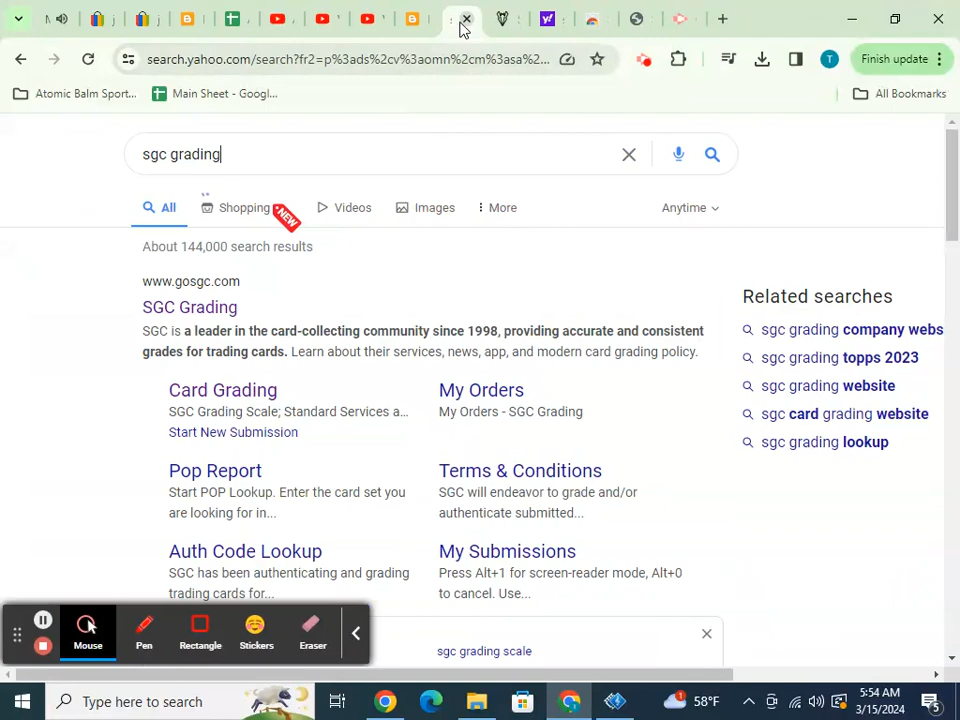 search.yahoo.com/search?fr2=p%3ads%2cv%3aomn%2cm%3asa%2...
T
Finish update
Atomic Balm Sport...
Main Sheet - Googl...
All Bookmarks
sgc grading
All
Shopping
NEW
Videos
Images
More
Anytime
About 144,000 search results
www.gosgc.com
SGC Grading
SGC is a leader in the card-collecting community since 1998, providing accurate and consistent
grades for trading cards. Learn about their services, news, app, and modern card grading policy.
Card Grading
SGC Grading Scale; Standard Services a...
Start New Submission
My Orders
My Orders - SGC Grading
Pop Report
Start POP Lookup. Enter the card set you
are looking for in...
Terms & Conditions
SGC will endeavor to grade and/or
authenticate submitted...
Auth Code Lookup
SGC has been authenticating and grading
trading cards for...
My Submissions
Press Alt+1 for screen-reader mode, Alt+0
to cancel. Use...
Related searches
sgc grading company webs
sgc grading topps 2023
sgc grading website
sgc card grading website
sgc grading lookup
sgc grading scale
Mouse
Pen
Rectangle
Stickers
Eraser
Type here to search
1
58°F
5:54 AM
3/15/2024
5